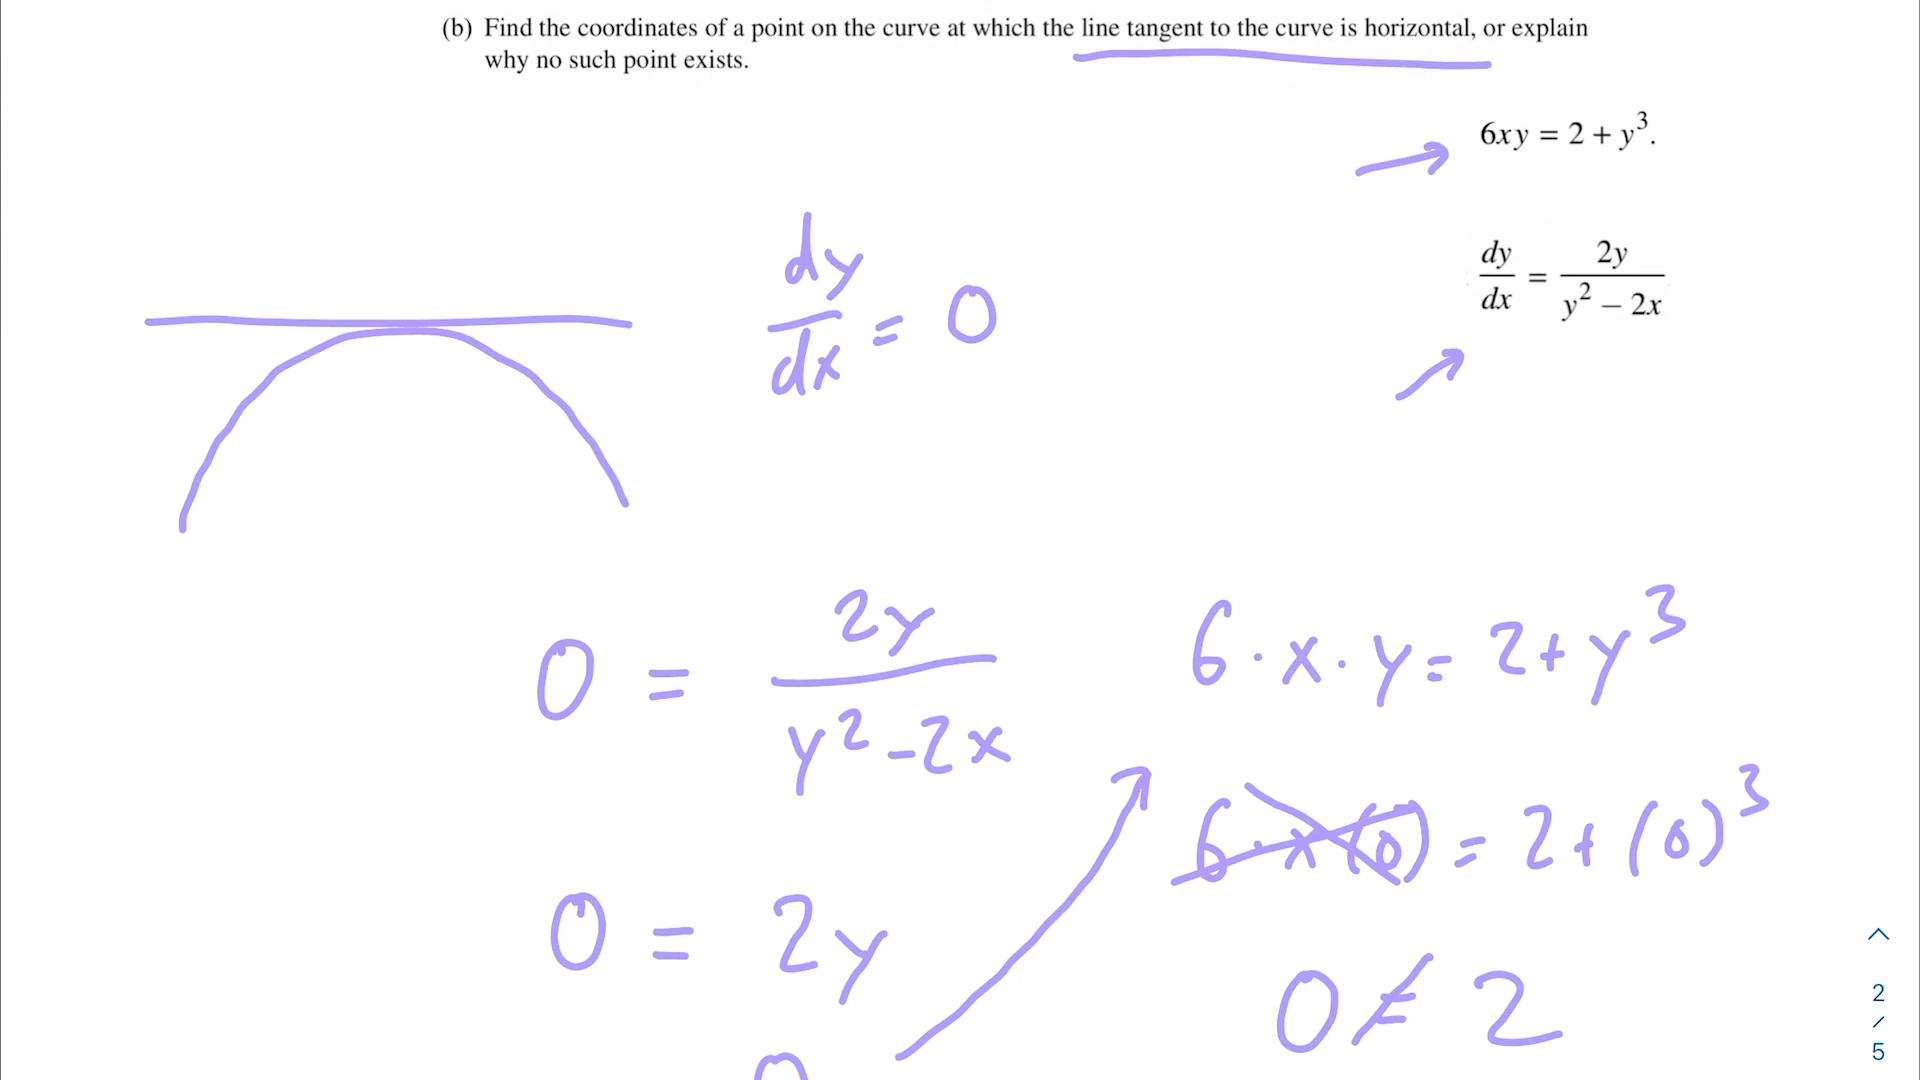 (b) Find the coordinates of a point on the curve at which the line tangent to the curve is horizontal, or explain
why no such point exists.
6xy = 2 + y³.
dy/dx = 2y/(y² – 2x)
dy/dx = 0
0 = 2y/(y² - 2x)
0 = 2y
6 · x · y = 2 + y³
6 · x (0) = 2 + (0)³
0 ≠ 2
2
/
5